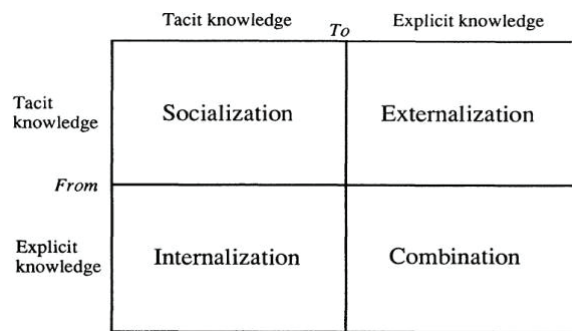 Tacit knowledge
To
Explicit knowledge
Tacit
knowledge
Socialization
Externalization
From
Explicit
knowledge
Internalization
Combination